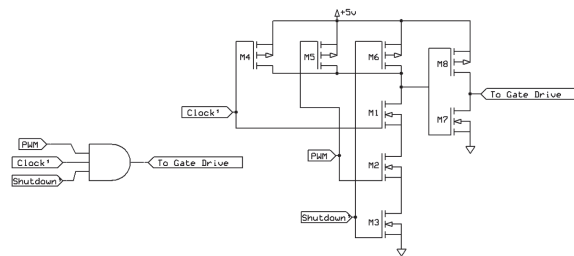 +5v
M4
M5
M6
M8
To Gate Drive
Clock'
M1
M7
PWM
PWM
M2
Clock'
To Gate Drive
Shutdown'
Shutdown'
M3